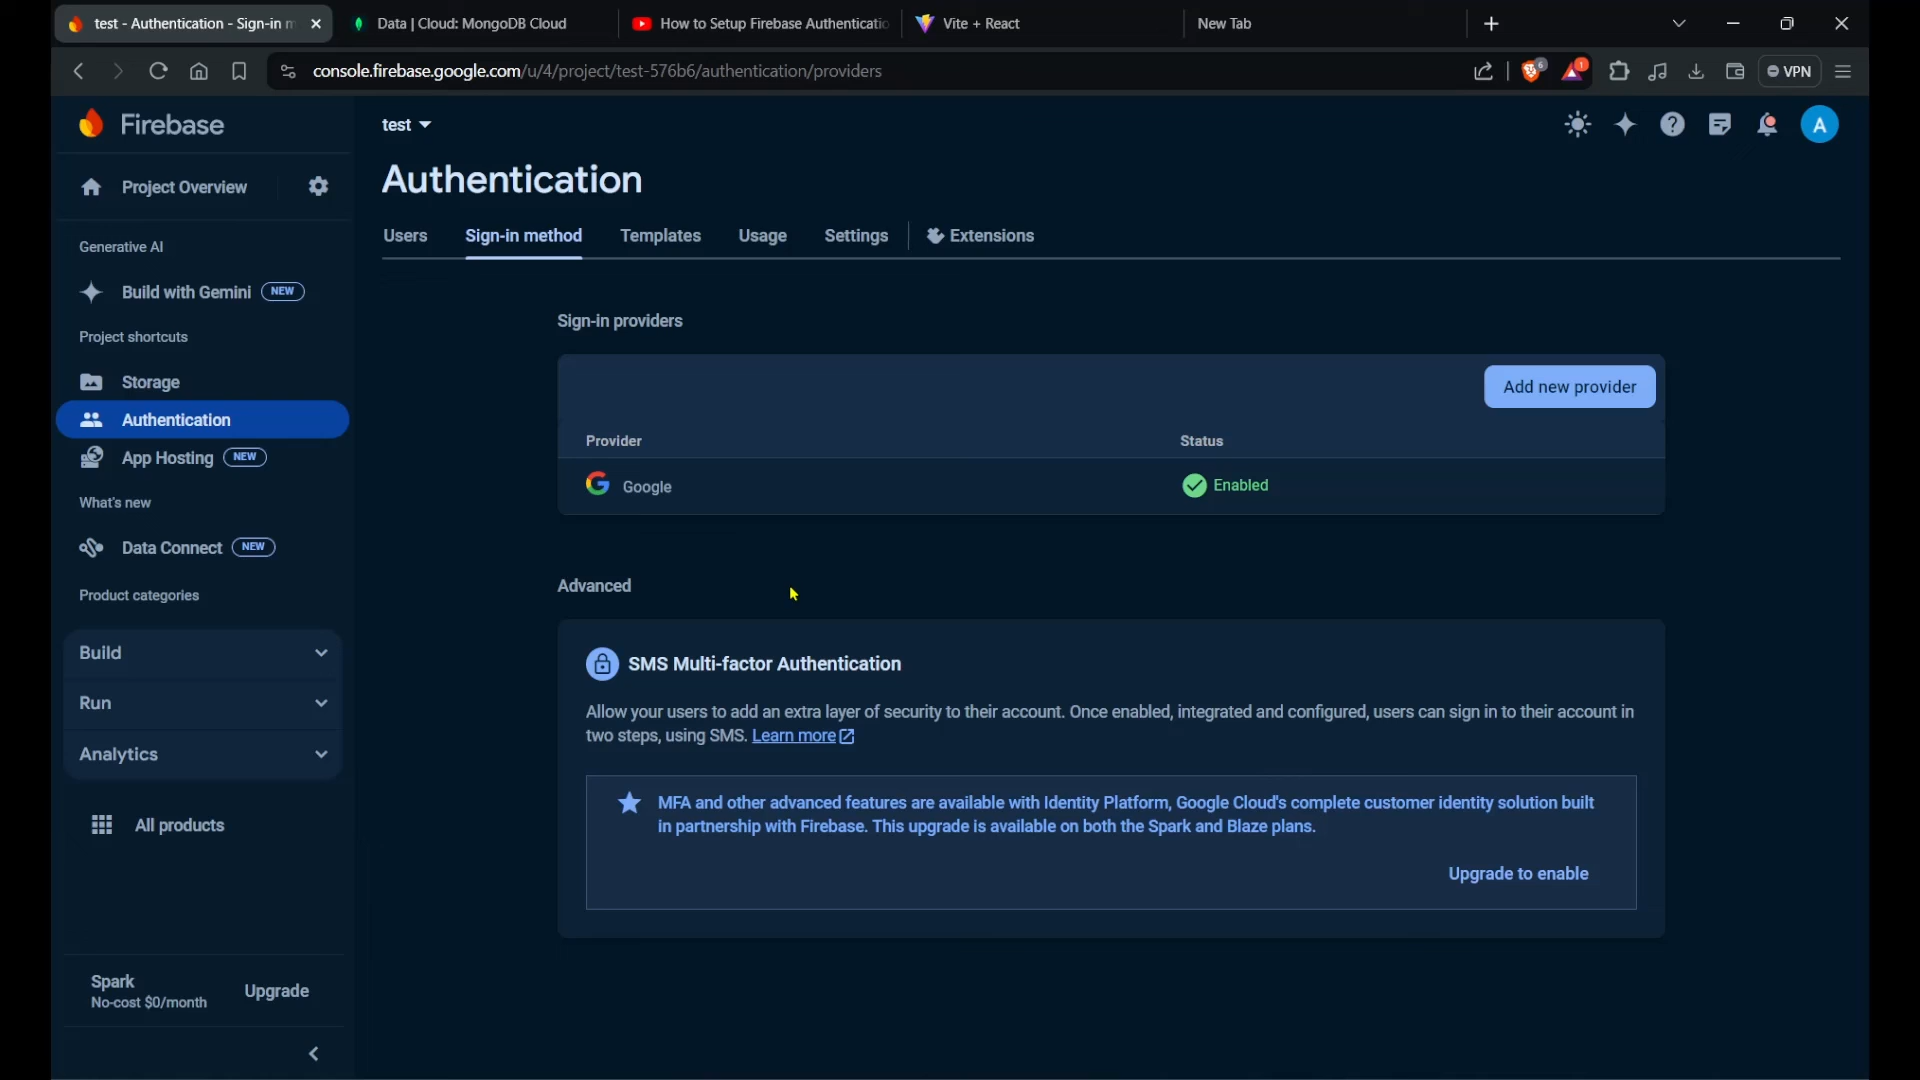 test - Authentication - Sign-in m
Data | Cloud: MongoDB Cloud
How to Setup Firebase Authenticatio
Vite + React
New Tab
console.firebase.google.com/u/4/project/test-576b6/authentication/providers
6
1
VPN
Firebase
test
A
Project Overview
Authentication
Users
Sign-in method
Templates
Usage
Settings
Extensions
Generative AI
Build with Gemini NEW
Project shortcuts
Storage
Authentication
App Hosting NEW
What's new
Data Connect NEW
Product categories
Build
Run
Analytics
All products
Spark
No-cost $0/month
Upgrade
Sign-in providers
Add new provider
Provider
Status
Google
Enabled
Advanced
SMS Multi-factor Authentication
Allow your users to add an extra layer of security to their account. Once enabled, integrated and configured, users can sign in to their account in
two steps, using SMS. Learn more
MFA and other advanced features are available with Identity Platform, Google Cloud's complete customer identity solution built
in partnership with Firebase. This upgrade is available on both the Spark and Blaze plans.
Upgrade to enable